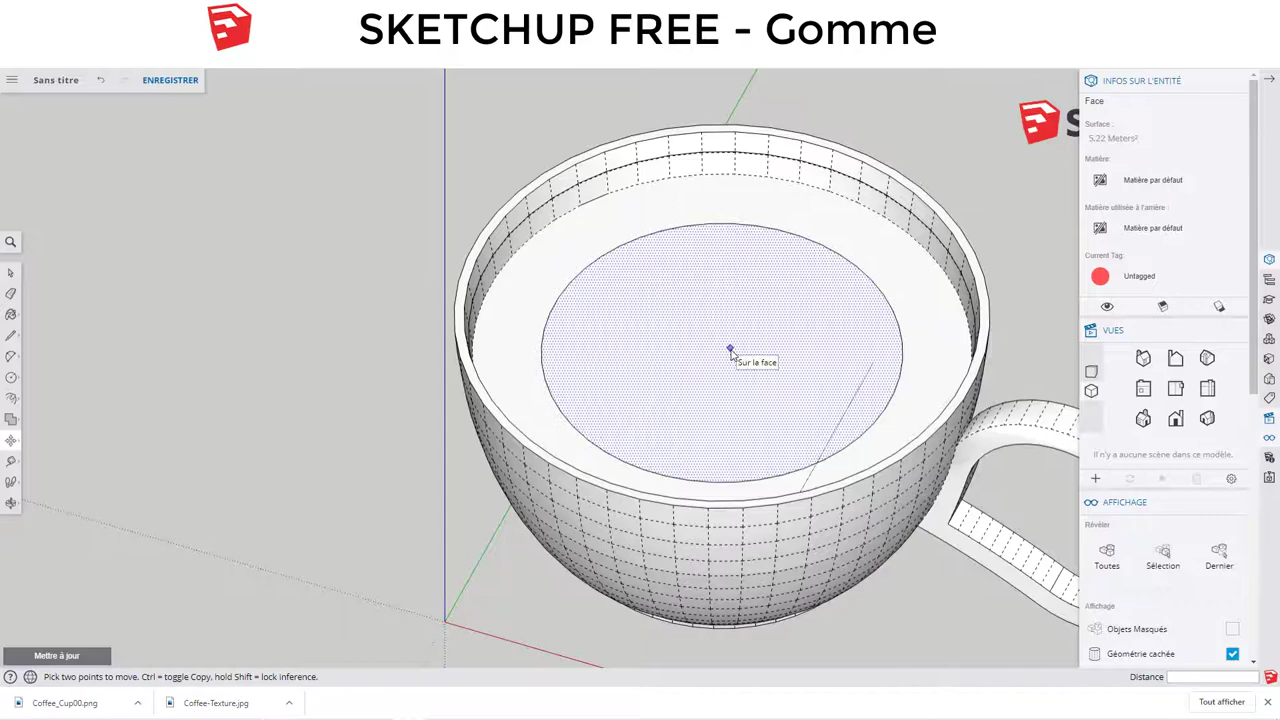 SKETCHUP FREE - Gomme
Sans titre
ENREGISTRER
INFOS SUR L'ENTITÉ
Face
Surface :
5.22 Meters²
Matière:
Matière par défaut
Matière utilisée à l'arrière :
Matière par défaut
Current Tag:
Untagged
VUES
Sur la face
Il n'y a aucune scène dans ce modèle.
AFFICHAGE
Révéler
Toutes
Sélection
Dernier
Affichage
Objets Masqués
Géométrie cachée
Mettre à jour
Pick two points to move. Ctrl = toggle Copy, hold Shift = lock inference.
Distance
Coffee_Cup00.png
Coffee-Texture.jpg
Tout afficher